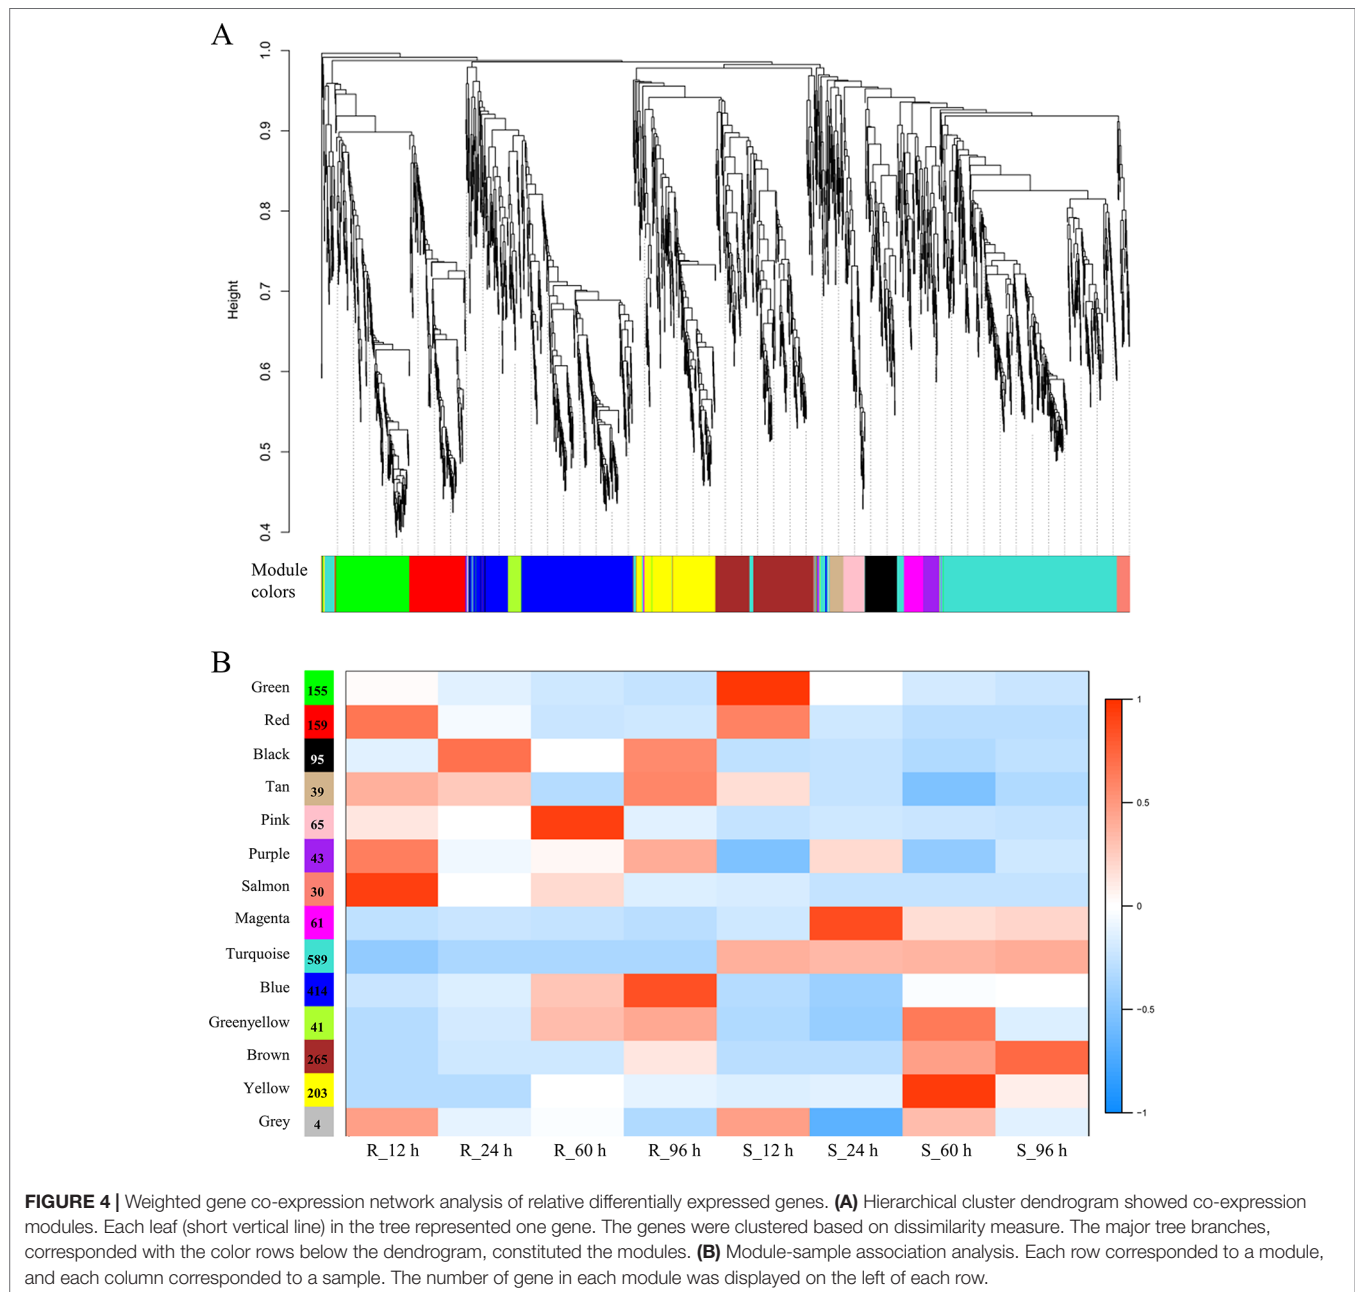 A
1.0
0.9
0.8
0.7
0.6
0.5
0.4
Height
Module
colors
B
Green 155
Red 159
Black 95
Tan 39
Pink 65
Purple 43
Salmon 30
Magenta 61
Turquoise 589
Blue 414
Greenyellow 41
Brown 265
Yellow 203
Grey 4
1
0.5
0
−0.5
−1
R_12 h R_24 h R_60 h R_96 h S_12 h S_24 h S_60 h S_96 h
FIGURE 4 | Weighted gene co-expression network analysis of relative differentially expressed genes. (A) Hierarchical cluster dendrogram showed co-expression
modules. Each leaf (short vertical line) in the tree represented one gene. The genes were clustered based on dissimilarity measure. The major tree branches,
corresponded with the color rows below the dendrogram, constituted the modules. (B) Module-sample association analysis. Each row corresponded to a module,
and each column corresponded to a sample. The number of gene in each module was displayed on the left of each row.